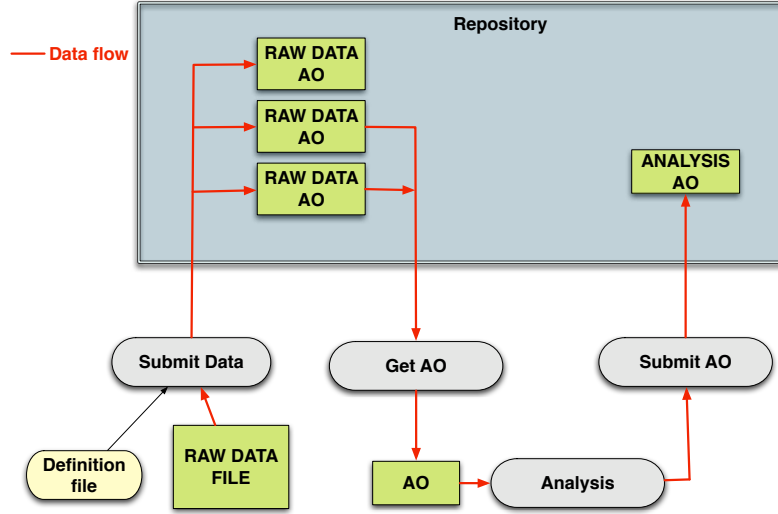 Repository
Data flow
RAW DATA
AO
RAW DATA
AO
RAW DATA
AO
ANALYSIS
AO
Submit Data
Get AO
Submit AO
Definition
file
RAW DATA
FILE
AO
Analysis